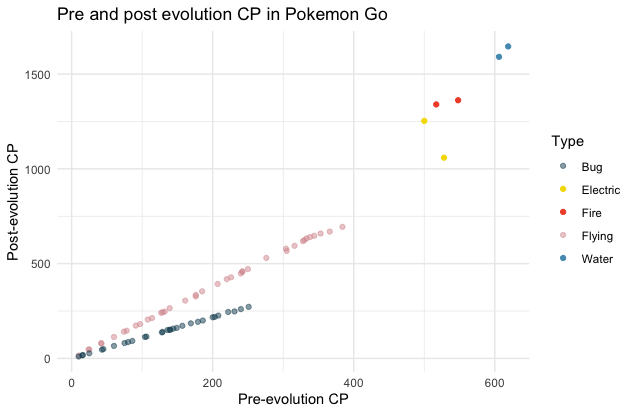 Pre and post evolution CP in Pokemon Go
Post-evolution CP
1500
1000
500
0
0 200 400 600
Pre-evolution CP
Type
Bug
Electric
Fire
Flying
Water